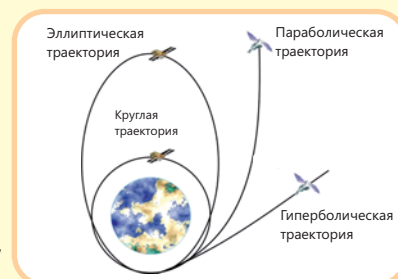 Эллиптическая
траектория
Параболическая
траектория
Круглая
траектория
Гиперболическая
траектория